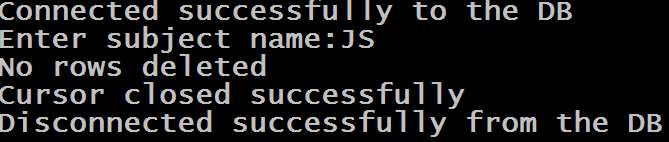 Connected successfully to the DB
Enter subject name:JS
No rows deleted
Cursor closed successfully
Disconnected successfully from the DB